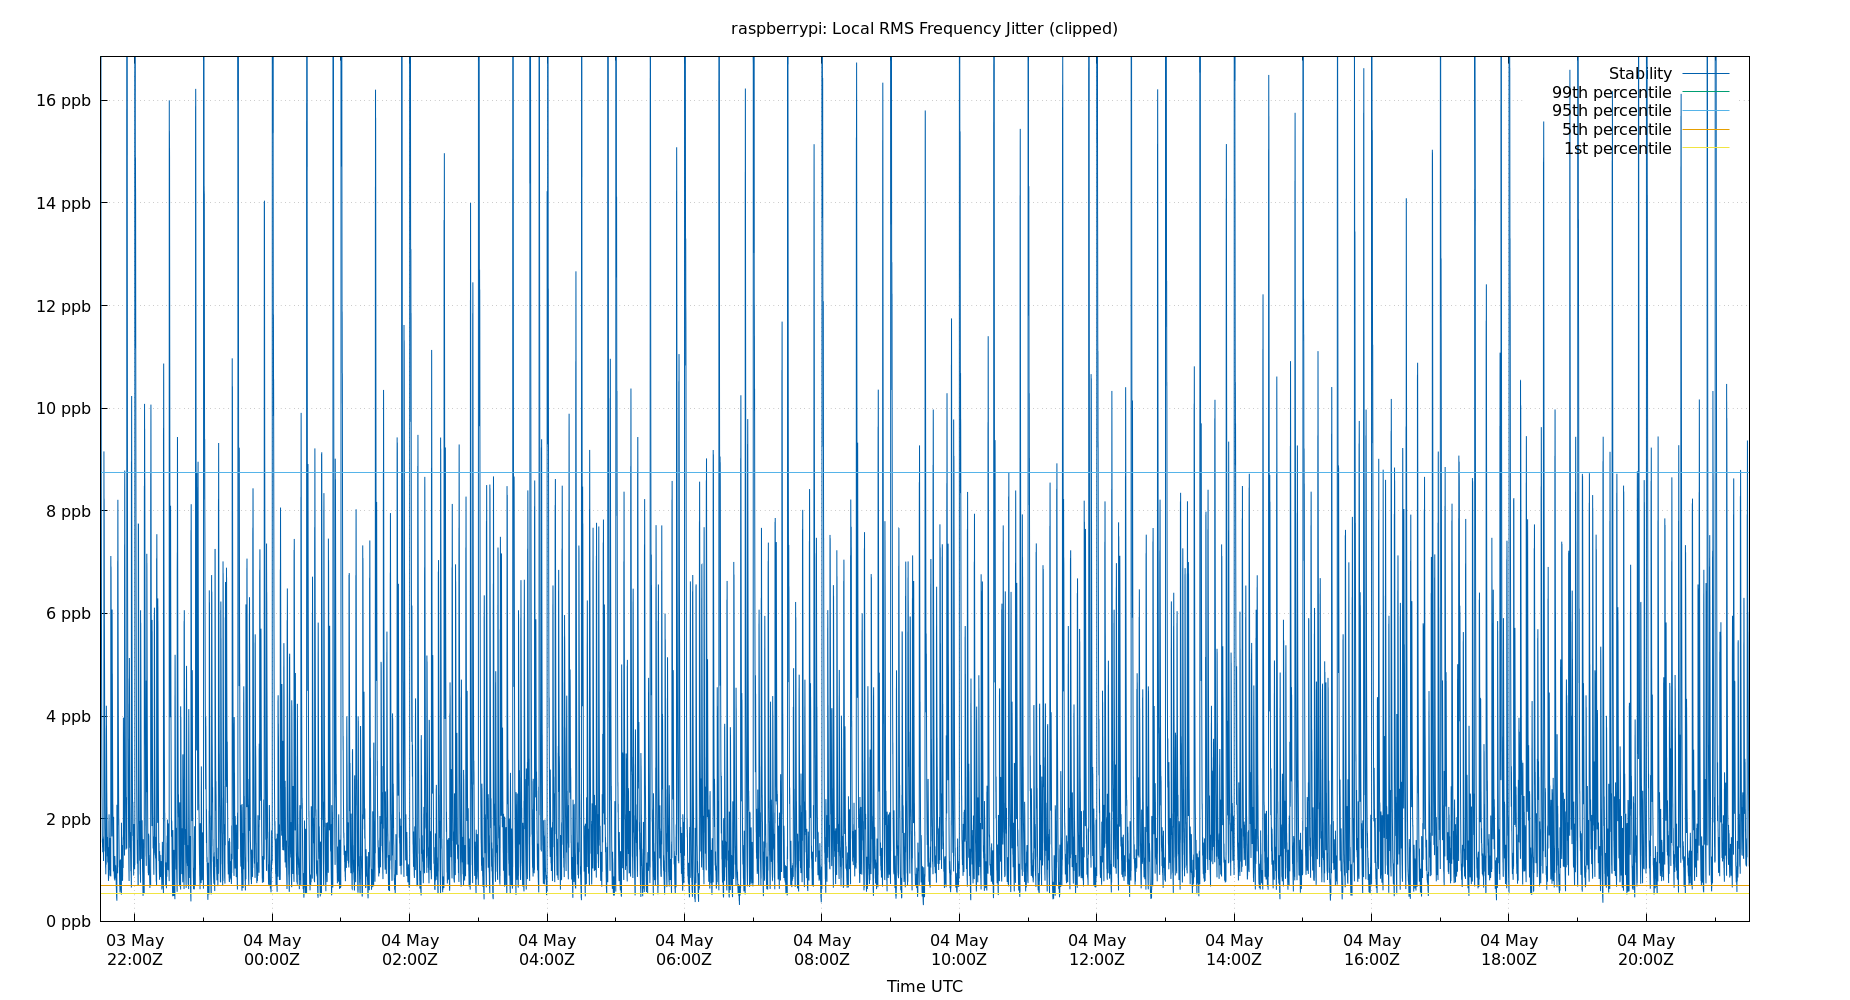 raspberrypi: Local RMS Frequency Jitter (clipped)
Stability
99th percentile
95th percentile
5th percentile
1st percentile
16 ppb
14 ppb
12 ppb
10 ppb
8 ppb
6 ppb
4 ppb
2 ppb
0 ppb
03 May 04 May 04 May 04 May 04 May 04 May 04 May 04 May 04 May 04 May 04 May 04 May
22:00Z 00:00Z 02:00Z 04:00Z 06:00Z 08:00Z 10:00Z 12:00Z 14:00Z 16:00Z 18:00Z 20:00Z
Time UTC